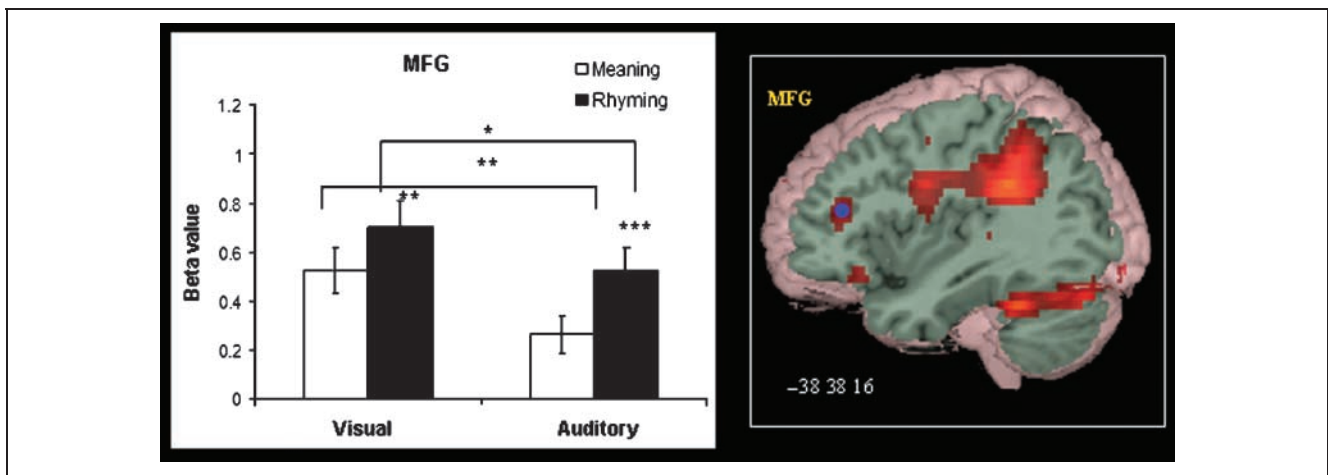 MFG
Meaning
Rhyming
1.2
1
0.8
0.6
0.4
0.2
0
Beta value
*
**
**
***
Visual
Auditory
MFG
−38 38 16